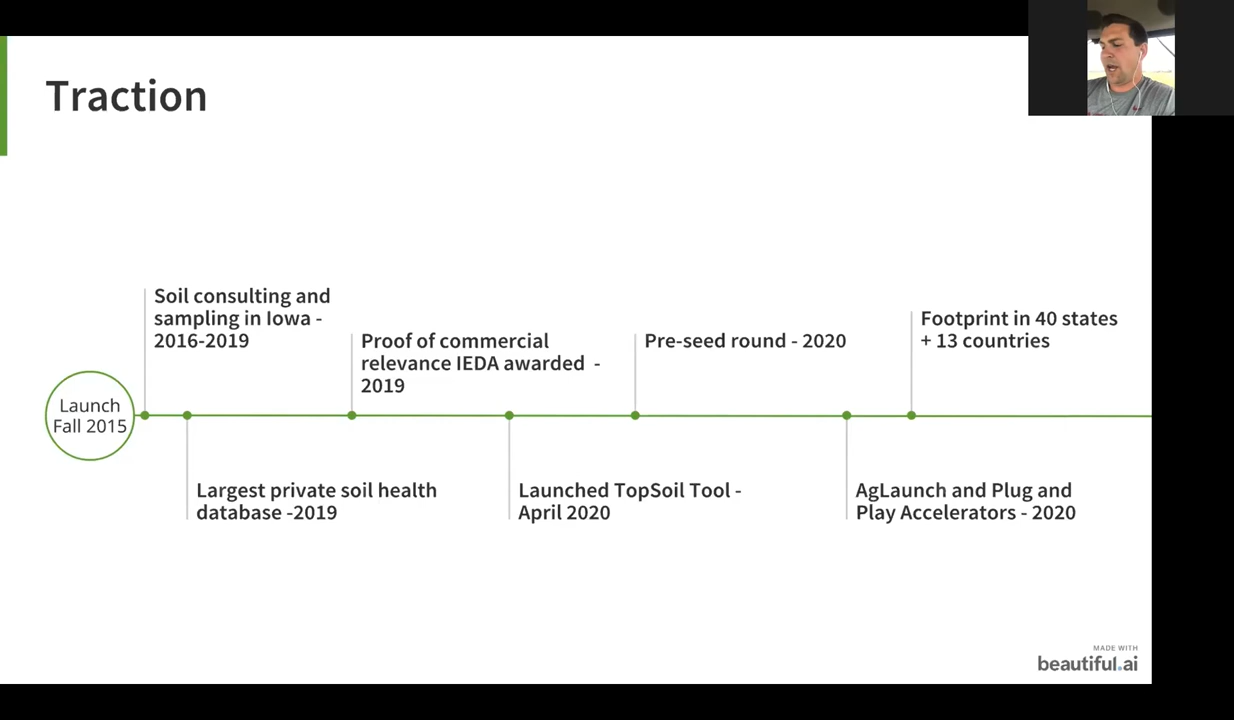 Traction
Launch
Fall 2015
Soil consulting and
sampling in Iowa -
2016-2019
Largest private soil health
database -2019
Proof of commercial
relevance IEDA awarded -
2019
Launched TopSoil Tool -
April 2020
Pre-seed round - 2020
AgLaunch and Plug and
Play Accelerators - 2020
Footprint in 40 states
+ 13 countries
MADE WITH
beautiful.ai